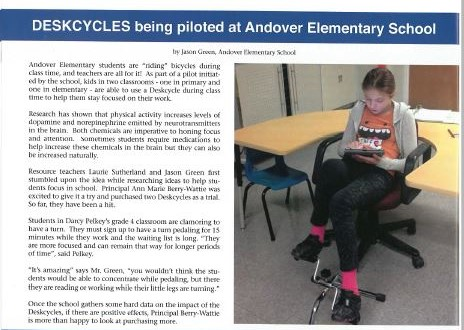 DESKCYCLES being piloted at Andover Elementary School
by Jason Green, Andover Elementary School
Andover Elementary students are "riding" bicycles during
class time, and teachers are all for it! As part of a pilot initiat-
ed by the school, kids in two classrooms - one in primary and
one in elementary - are able to use a Deskcycle during class
time to help them stay focused on their work.
Research has shown that physical activity increases levels of
dopamine and norepinephrine emitted by neurotransmitters
in the brain. Both chemicals are imperative to honing focus
and attention. Sometimes students require medications to
help increase these chemicals in the brain but they can also
be increased naturally.
Resource teachers Laurie Sutherland and Jason Green first
stumbled upon the idea while researching ideas to help stu-
dents focus in school. Principal Ann Marie Berry-Wattie was
excited to give it a try and purchased two Deskcycles as a trial.
So far, they have been a hit.
Students in Darcy Pelkey's grade 4 classroom are clamoring to
have a turn. They must sign up to have a turn pedaling for 15
minutes while they work and the waiting list is long. "They
are more focused and can remain that way for longer periods
of time", said Pelkey.
"It's amazing" says Mr. Green, "you wouldn't think the stu-
dents would be able to concentrate while pedaling, but there
they are reading or working while their little legs are turning."
Once the school gathers some hard data on the impact of the
Deskcycles, if there are positive effects, Principal Berry-Wattie
is more than happy to look at purchasing more.